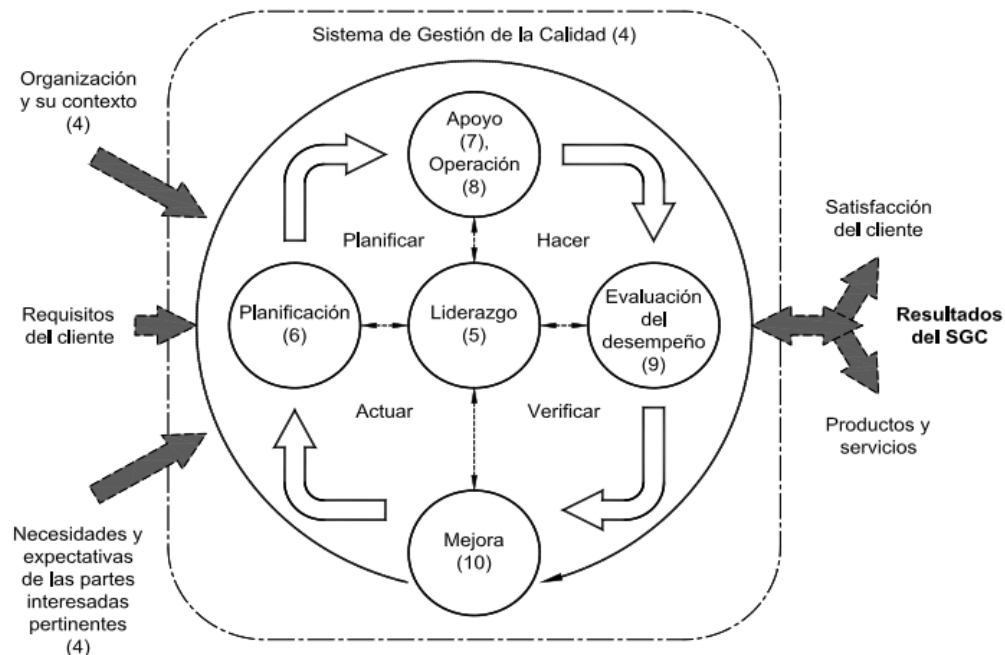 Sistema de Gestión de la Calidad (4)
Organización
y su contexto
(4)
Requisitos
del cliente
Necesidades y
expectativas
de las partes
interesadas
pertinentes
(4)
Apoyo
(7),
Operación
(8)
Planificar
Hacer
Planificación
(6)
Liderazgo
(5)
Evaluación
del
desempeño
(9)
Actuar
Verificar
Mejora
(10)
Satisfacción
del cliente
Resultados
del SGC
Productos y
servicios